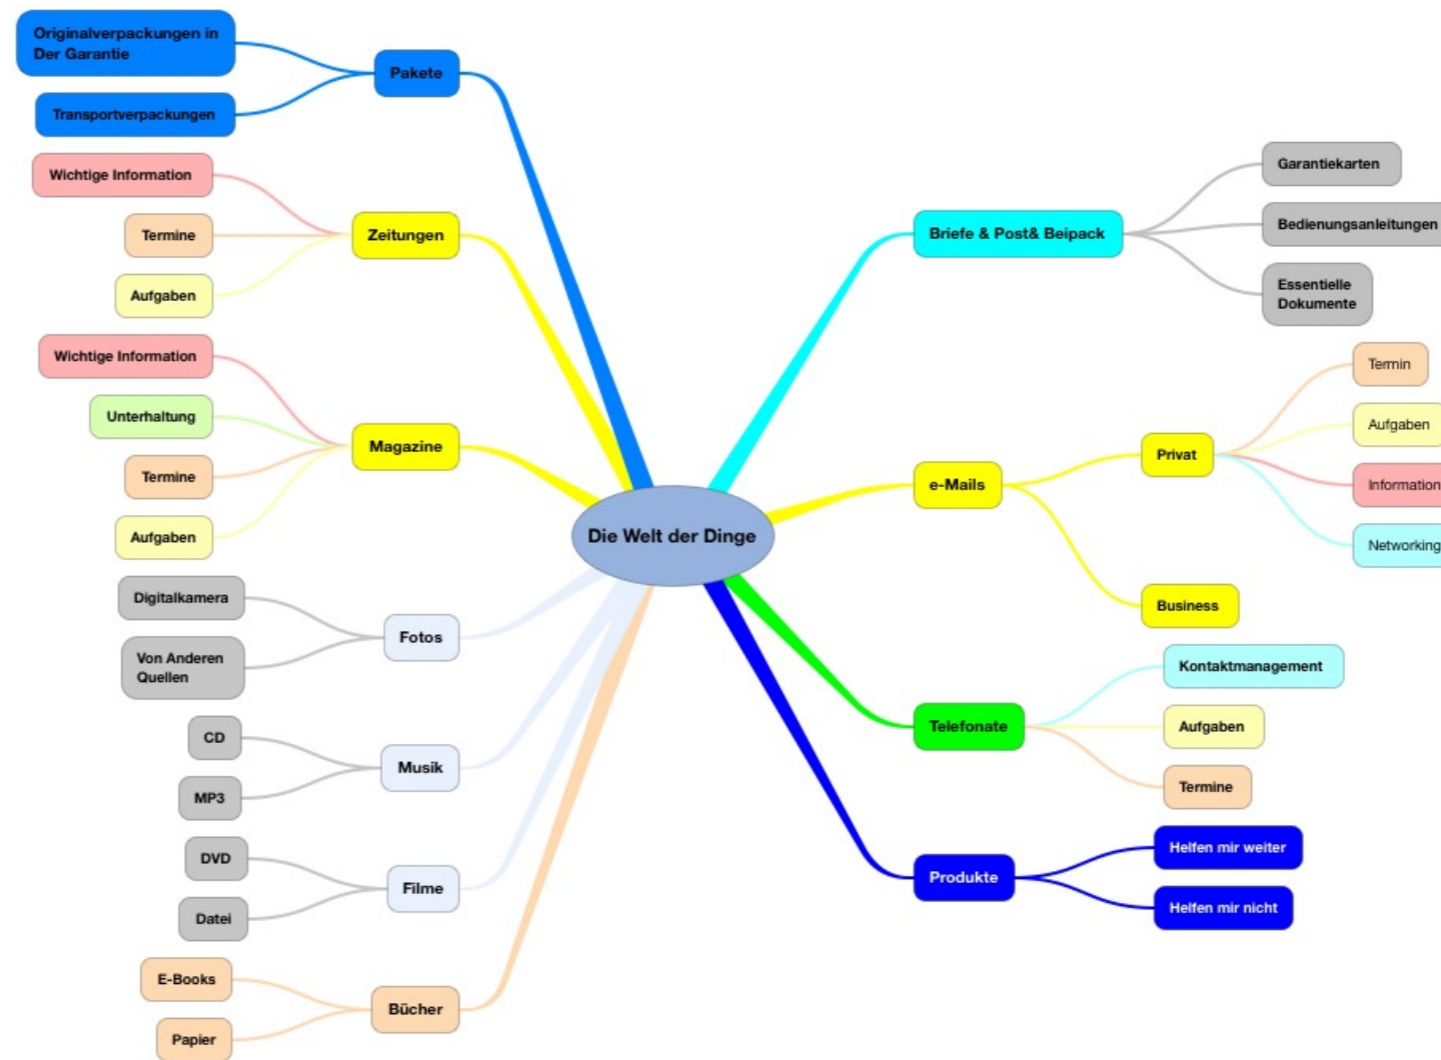 Originalverpackungen in
Der Garantie
Pakete
Transportverpackungen
Wichtige Information
Termine
Zeitungen
Aufgaben
Wichtige Information
Unterhaltung
Magazine
Termine
Aufgaben
Die Welt der Dinge
Digitalkamera
Fotos
Von Anderen
Quellen
CD
Musik
MP3
DVD
Filme
Datei
E-Books
Bücher
Papier
Briefe & Post& Beipack
Garantiekarten
Bedienungsanleitungen
Essentielle
Dokumente
e-Mails
Privat
Termin
Aufgaben
Information
Networking
Business
Telefonate
Kontaktmanagement
Aufgaben
Termine
Produkte
Helfen mir weiter
Helfen mir nicht